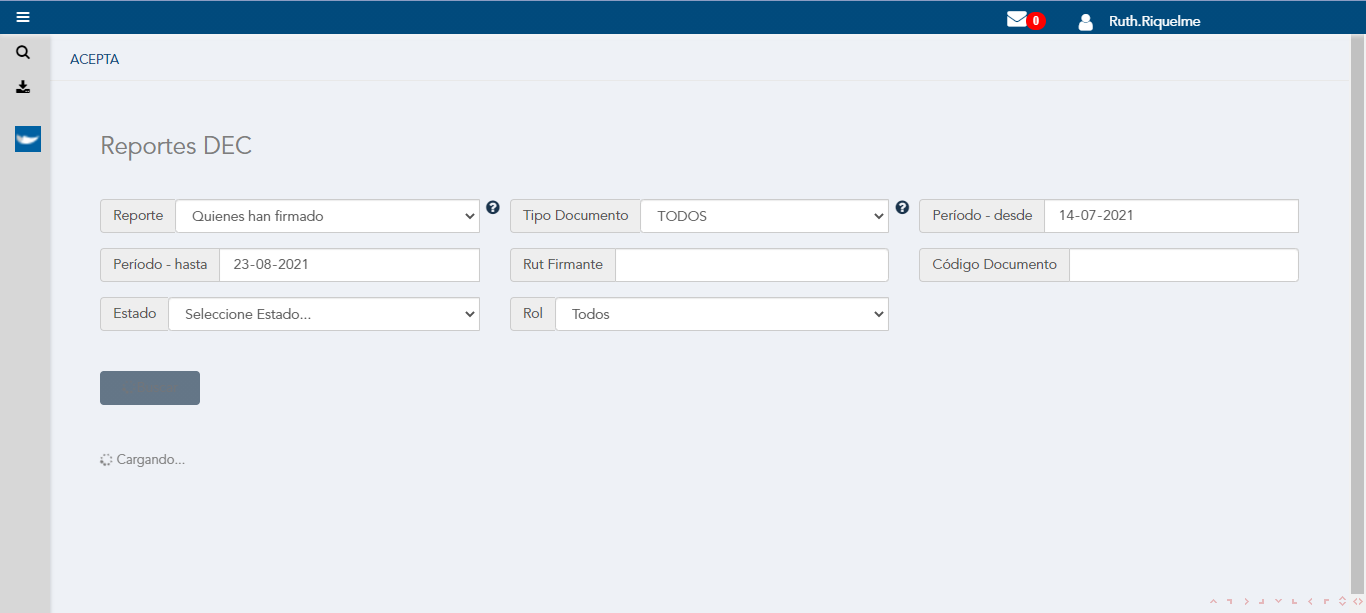 0 Ruth.Riquelme
ACEPTA
Reportes DEC
Reporte Quienes han firmado ? Tipo Documento TODOS ? Período - desde 14-07-2021
Período - hasta 23-08-2021 Rut Firmante Código Documento
Estado Seleccione Estado... Rol Todos
Cargando...